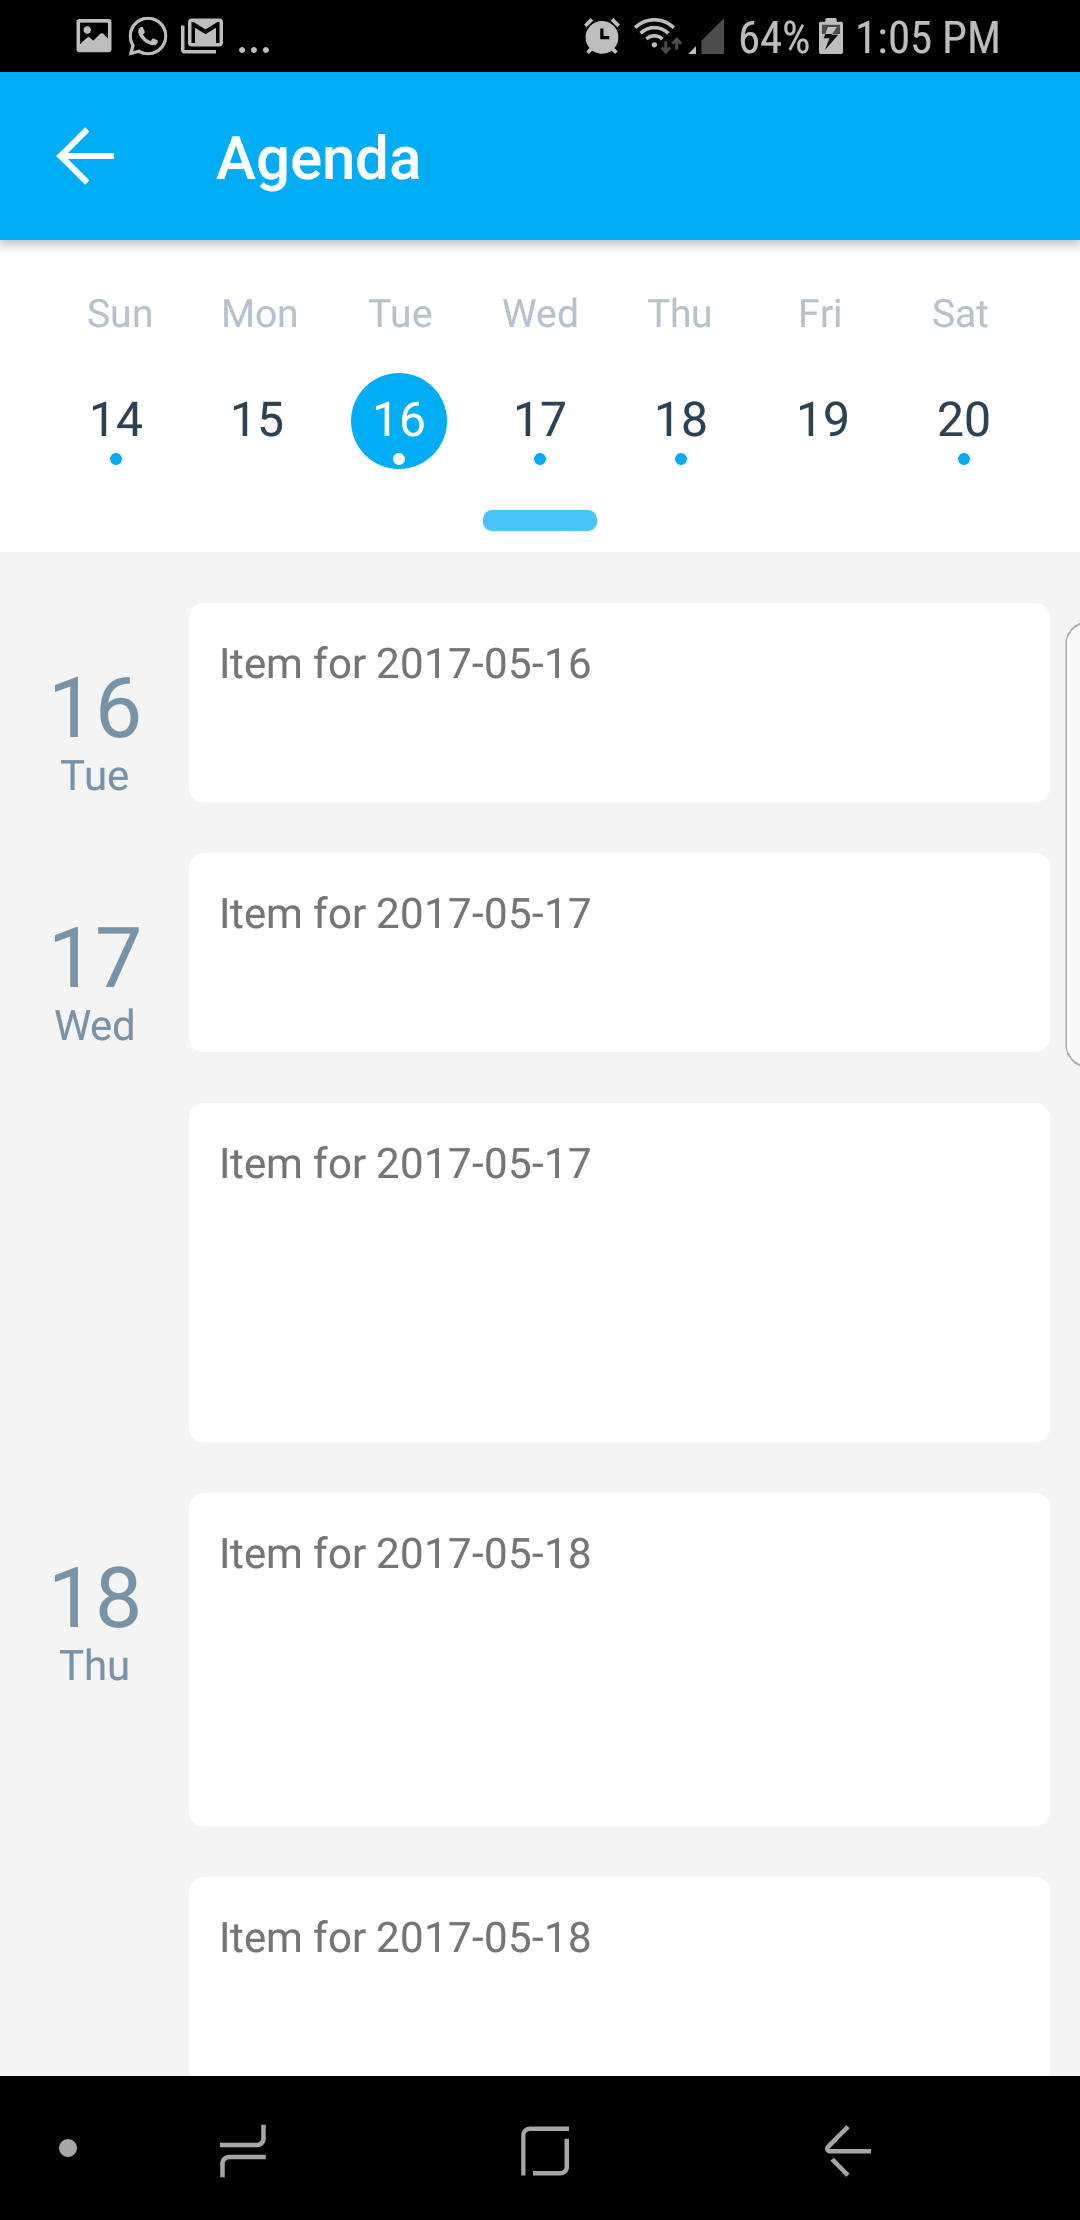 ... 64% 1:05 PM
Agenda
Sun Mon Tue Wed Thu Fri Sat
14 15 16 17 18 19 20
Item for 2017-05-16
16
Tue
Item for 2017-05-17
17
Wed
Item for 2017-05-17
Item for 2017-05-18
18
Thu
Item for 2017-05-18